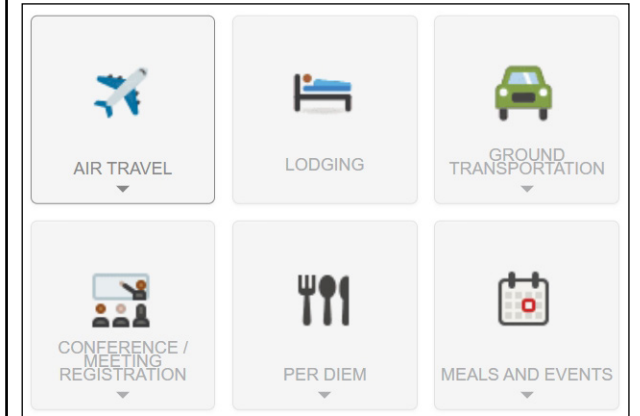 AIR TRAVEL
LODGING
GROUND
TRANSPORTATION
CONFERENCE /
MEETING
REGISTRATION
PER DIEM
MEALS AND EVENTS